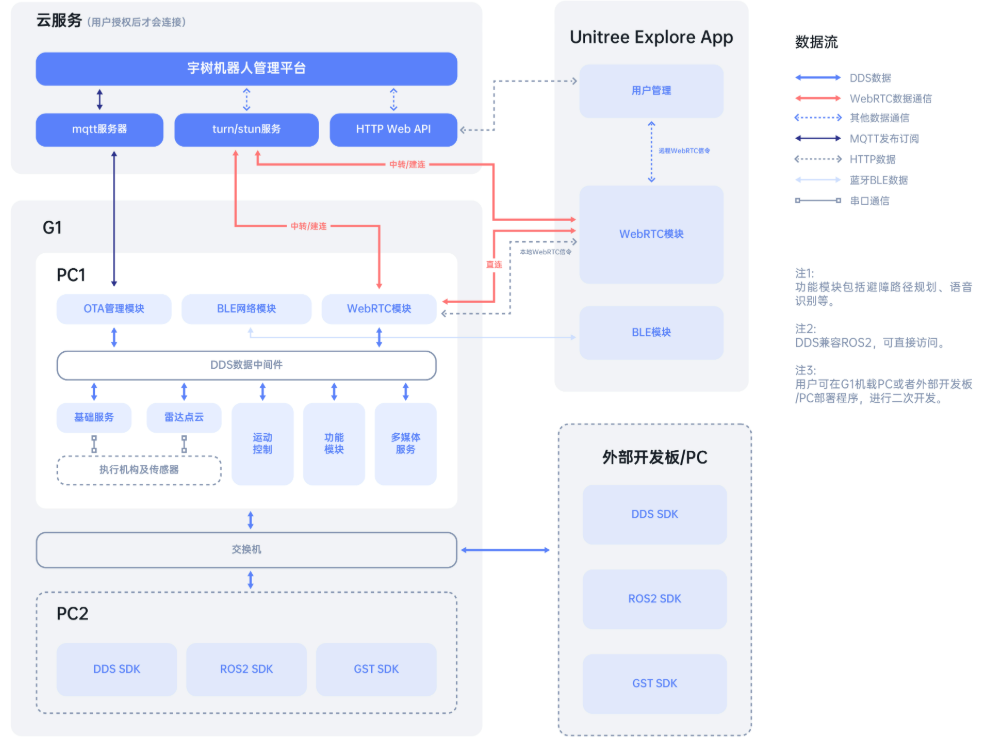 云服务 (用户授权后才会连接)
宇树机器人管理平台
mqtt服务器
turn/stun服务
HTTP Web API
中转/建连
中转/建连
G1
PC1
OTA管理模块
BLE网络模块
WebRTC模块
DDS数据中间件
基础服务
雷达点云
运动
控制
功能
模块
多媒体
服务
执行机构及传感器
交换机
PC2
DDS SDK
ROS2 SDK
GST SDK
Unitree Explore App
用户管理
远程WebRTC信令
WebRTC模块
本地WebRTC信令
直连
BLE模块
外部开发板/PC
DDS SDK
ROS2 SDK
GST SDK
数据流
DDS数据
WebRTC数据通信
其他数据通信
MQTT发布订阅
HTTP数据
蓝牙BLE数据
串口通信
注1:
功能模块包括避障路径规划、语音
识别等。
注2:
DDS兼容ROS2，可直接访问。
注3:
用户可在G1机载PC或者外部开发板
/PC部署程序，进行二次开发。